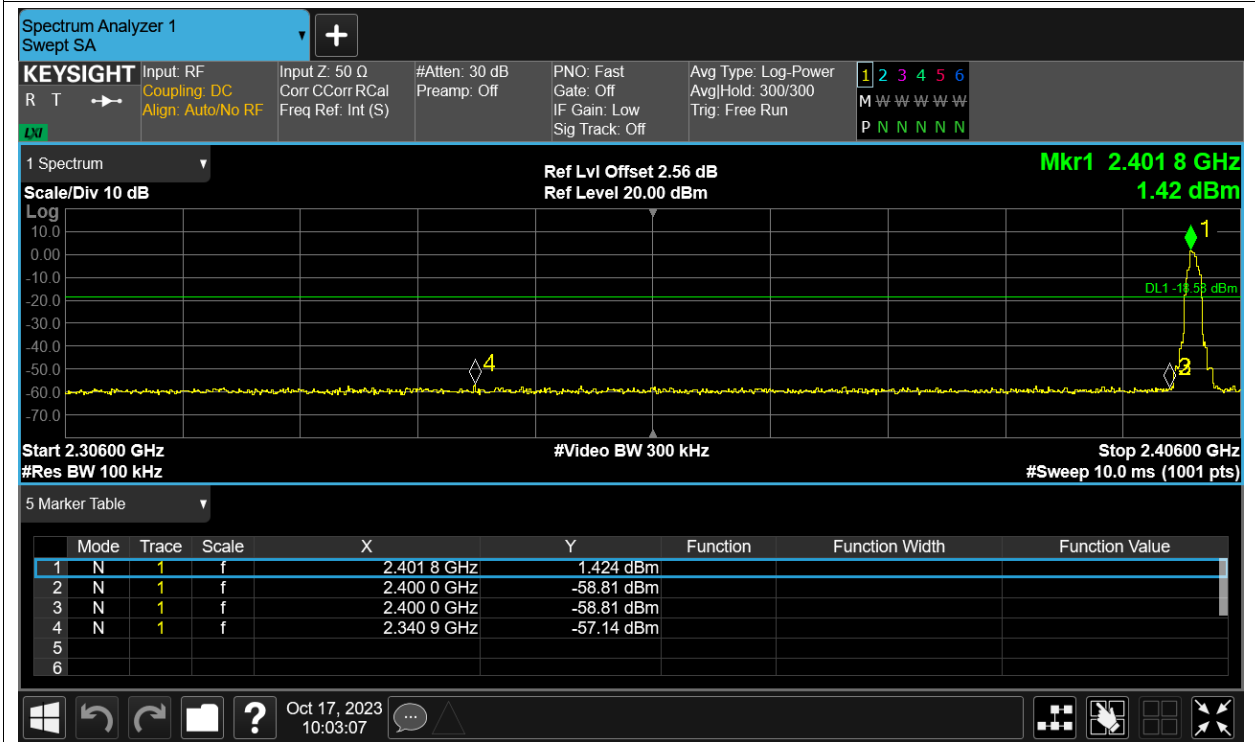 Spectrum Analyzer 1
Swept SA
+
KEYSIGHT
R T
LXI
Input: RF
Coupling: DC
Align: Auto/No RF
Input Z: 50 Ω
Corr CCorr RCal
Freq Ref: Int (S)
#Atten: 30 dB
Preamp: Off
PNO: Fast
Gate: Off
IF Gain: Low
Sig Track: Off
Avg Type: Log-Power
Avg|Hold: 300/300
Trig: Free Run
1 2 3 4 5 6
M W W W W W
P N N N N N
1 Spectrum
Scale/Div 10 dB
Ref Lvl Offset 2.56 dB
Ref Level 20.00 dBm
Mkr1 2.401 8 GHz
1.42 dBm
Log
10.0
0.00
-10.0
-20.0
-30.0
-40.0
-50.0
-60.0
-70.0
1
DL1 -18.58 dBm
4
2
Start 2.30600 GHz
#Res BW 100 kHz
#Video BW 300 kHz
Stop 2.40600 GHz
#Sweep 10.0 ms (1001 pts)
5 Marker Table
Mode Trace Scale X Y Function Function Width Function Value
1 N 1 f 2.401 8 GHz 1.424 dBm
2 N 1 f 2.400 0 GHz -58.81 dBm
3 N 1 f 2.400 0 GHz -58.81 dBm
4 N 1 f 2.340 9 GHz -57.14 dBm
5
6
?
Oct 17, 2023
10:03:07